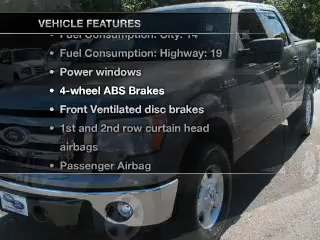 VEHICLE FEATURES
• Fuel Consumption: City: 14
• Fuel Consumption: Highway: 19
• Power windows
• 4-wheel ABS Brakes
• Front Ventilated disc brakes
• 1st and 2nd row curtain head
airbags
• Passenger Airbag